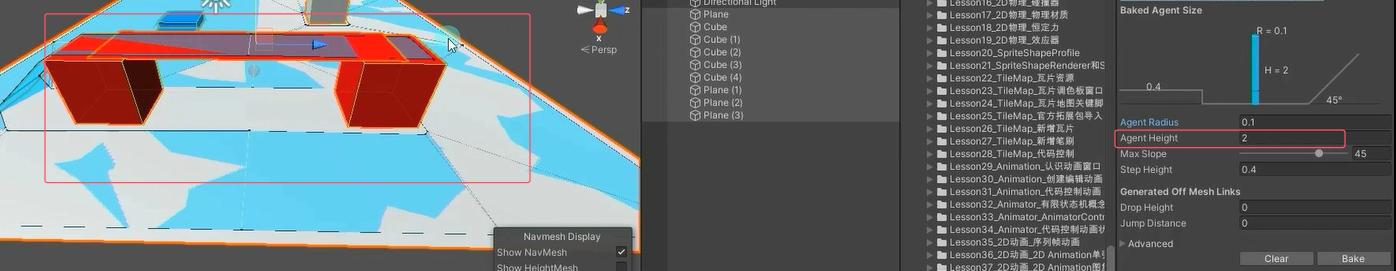 z
x
Persp
Navmesh Display
Show NavMesh
Show HeightMesh
Directional Light
Plane
Cube
Cube (1)
Cube (2)
Cube (3)
Cube (4)
Plane (1)
Plane (2)
Plane (3)
Lesson16_2D物理_碰撞器
Lesson17_2D物理_物理材质
Lesson18_2D物理_恒定力
Lesson19_2D物理_效应器
Lesson20_SpriteShapeProfile
Lesson21_SpriteShapeRenderer和S
Lesson22_TileMap_瓦片资源
Lesson23_TileMap_瓦片调色板窗口
Lesson24_TileMap_瓦片地图关键脚
Lesson25_TileMap_官方拓展包导入
Lesson26_TileMap_新增瓦片
Lesson27_TileMap_新增笔刷
Lesson28_TileMap_代码控制
Lesson29_Animation_认识动画窗口
Lesson30_Animation_创建编辑动画
Lesson31_Animation_代码控制动画
Lesson32_Animator_有限状态机概念
Lesson33_Animator_AnimatorContr
Lesson34_Animator_代码控制动画状
Lesson35_2D动画_序列帧动画
Lesson36_2D动画_2D Animation单
Lesson37_2D动画_2D Animation图
Baked Agent Size
R = 0.1
H = 2
0.4
45°
Agent Radius 0.1
Agent Height 2
Max Slope 45
Step Height 0.4
Generated Off Mesh Links
Drop Height 0
Jump Distance 0
Advanced
Clear Bake